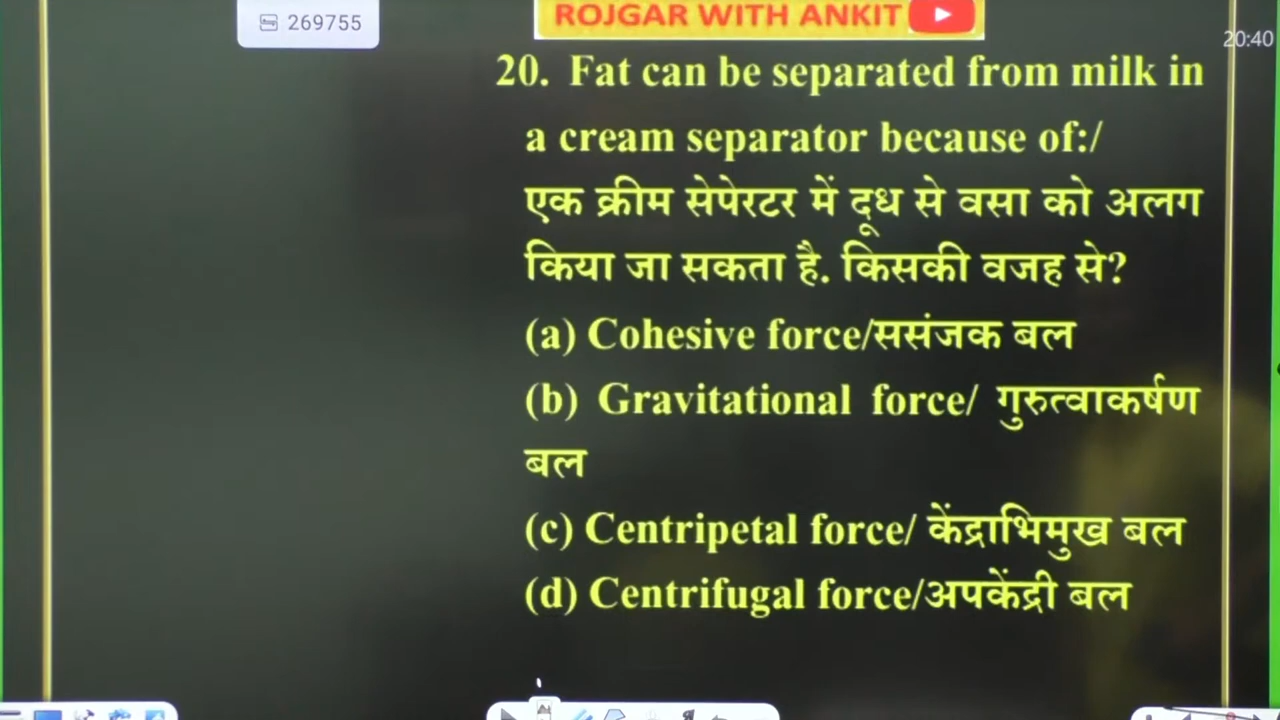 269755
ROJGAR WITH ANKIT
20:40
20. Fat can be separated from milk in
a cream separator because of:/
एक क्रीम सेपेरटर में दूध से वसा को अलग
किया जा सकता है. किसकी वजह से?
(a) Cohesive force/ससंजक बल
(b) Gravitational force/ गुरुत्वाकर्षण
बल
(c) Centripetal force/ केंद्राभिमुख बल
(d) Centrifugal force/अपकेंद्री बल